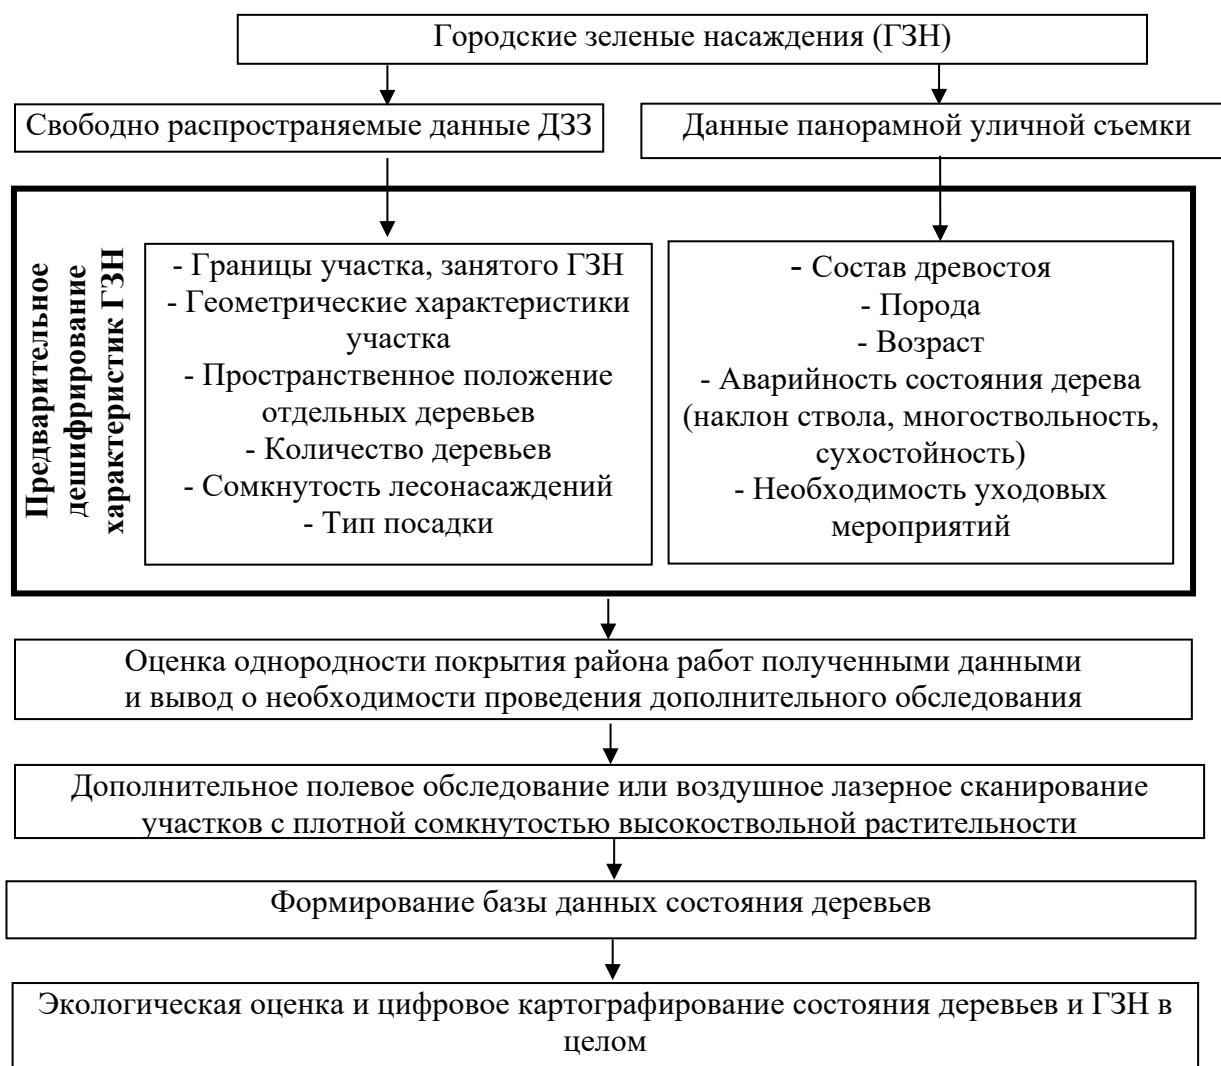 Городские зеленые насаждения (ГЗН)
Свободно распространяемые данные ДЗЗ
Данные панорамной уличной съемки
Предварительное
дешифрирование
характеристик ГЗН
- Границы участка, занятого ГЗН
- Геометрические характеристики
участка
- Пространственное положение
отдельных деревьев
- Количество деревьев
- Сомкнутость лесонасаждений
- Тип посадки
- Состав древостоя
- Порода
- Возраст
- Аварийность состояния дерева
(наклон ствола, многоствольность,
сухостойность)
- Необходимость уходовых
мероприятий
Оценка однородности покрытия района работ полученными данными
и вывод о необходимости проведения дополнительного обследования
Дополнительное полевое обследование или воздушное лазерное сканирование
участков с плотной сомкнутостью высокоствольной растительности
Формирование базы данных состояния деревьев
Экологическая оценка и цифровое картографирование состояния деревьев и ГЗН в
целом